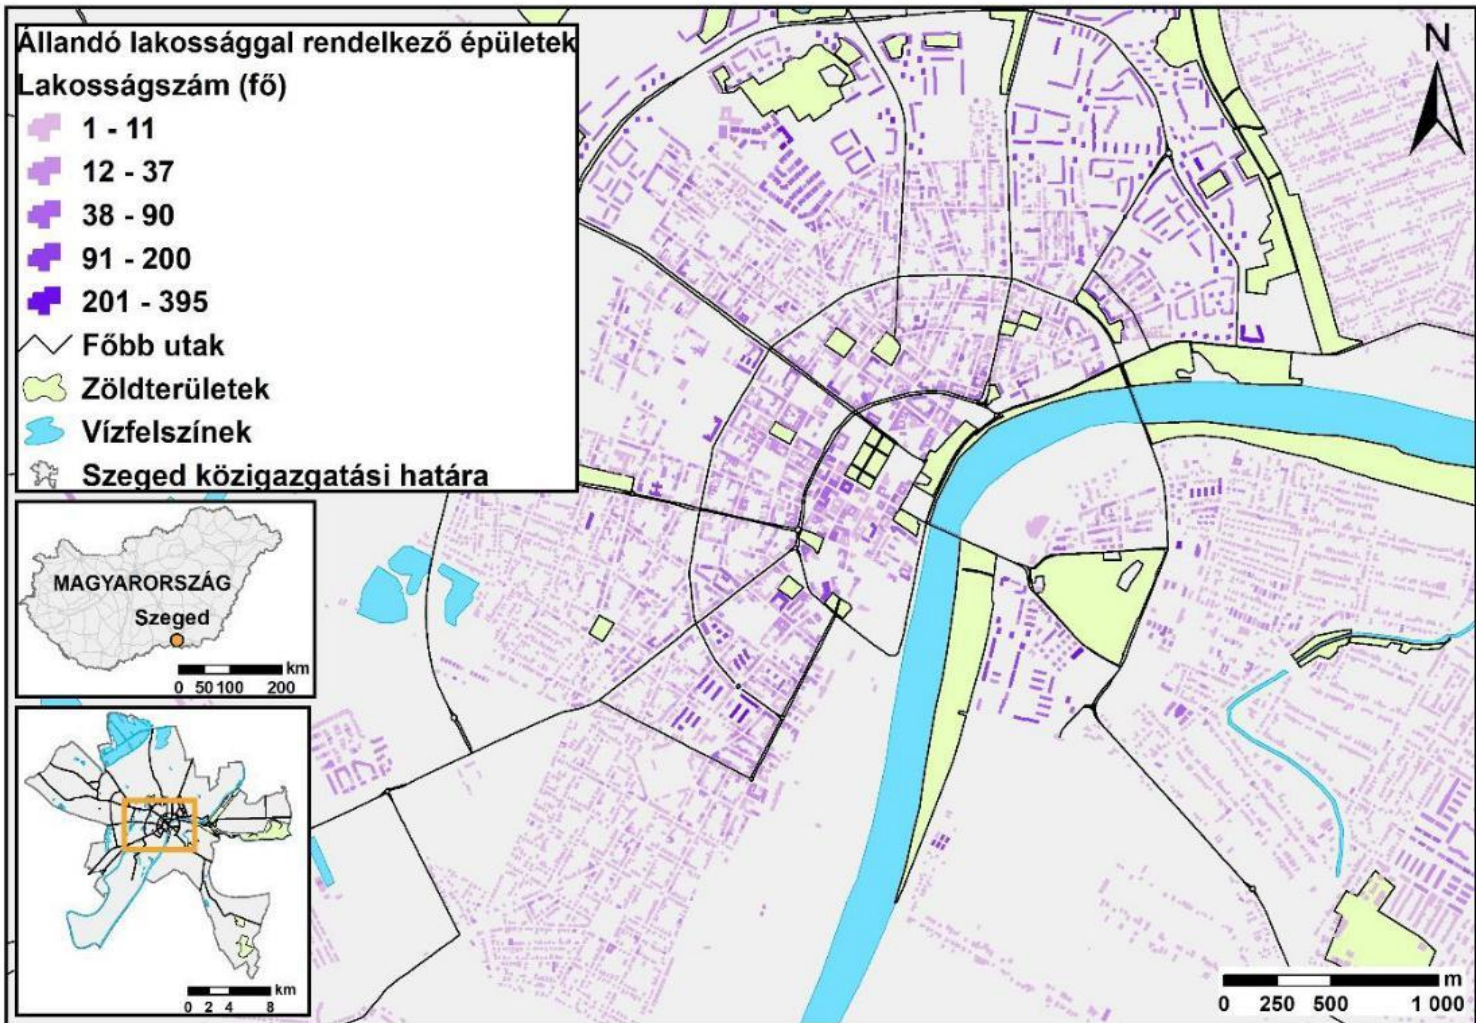 Állandó lakossággal rendelkező épületek
Lakosságszám (fő)
1 - 11
12 - 37
38 - 90
91 - 200
201 - 395
Főbb utak
Zöldterületek
Vízfelszínek
Szeged közigazgatási határa
MAGYARORSZÁG
Szeged
km
0 50 100 200
km
0 2 4 8
N
m
0 250 500 1 000